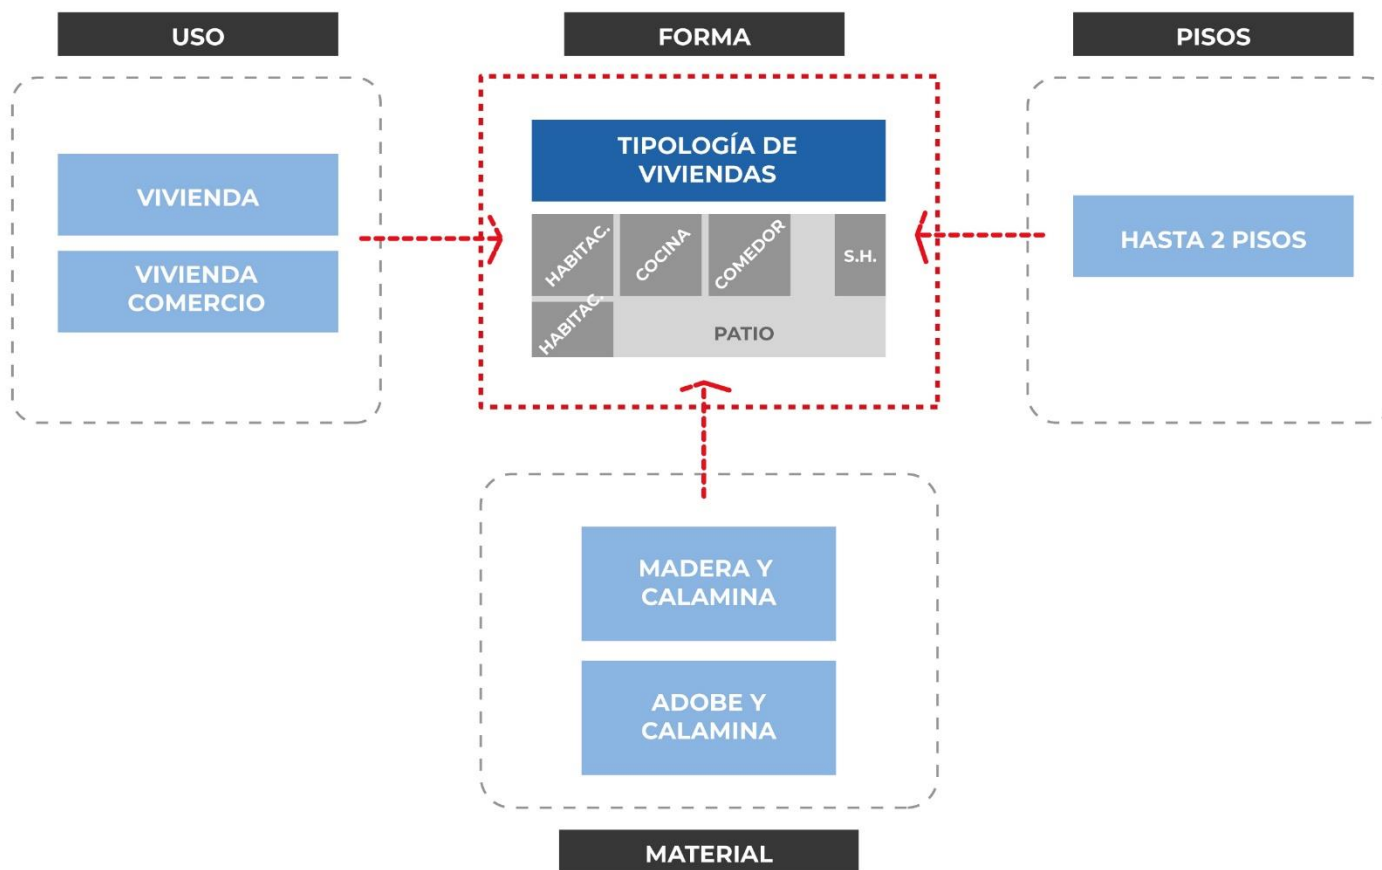 USO
FORMA
PISOS
VIVIENDA
VIVIENDA
COMERCIO
TIPOLOGÍA DE
VIVIENDAS
HABITAC.
COCINA
COMEDOR
S.H.
HABITAC.
PATIO
HASTA 2 PISOS
MADERA Y
CALAMINA
ADOBE Y
CALAMINA
MATERIAL